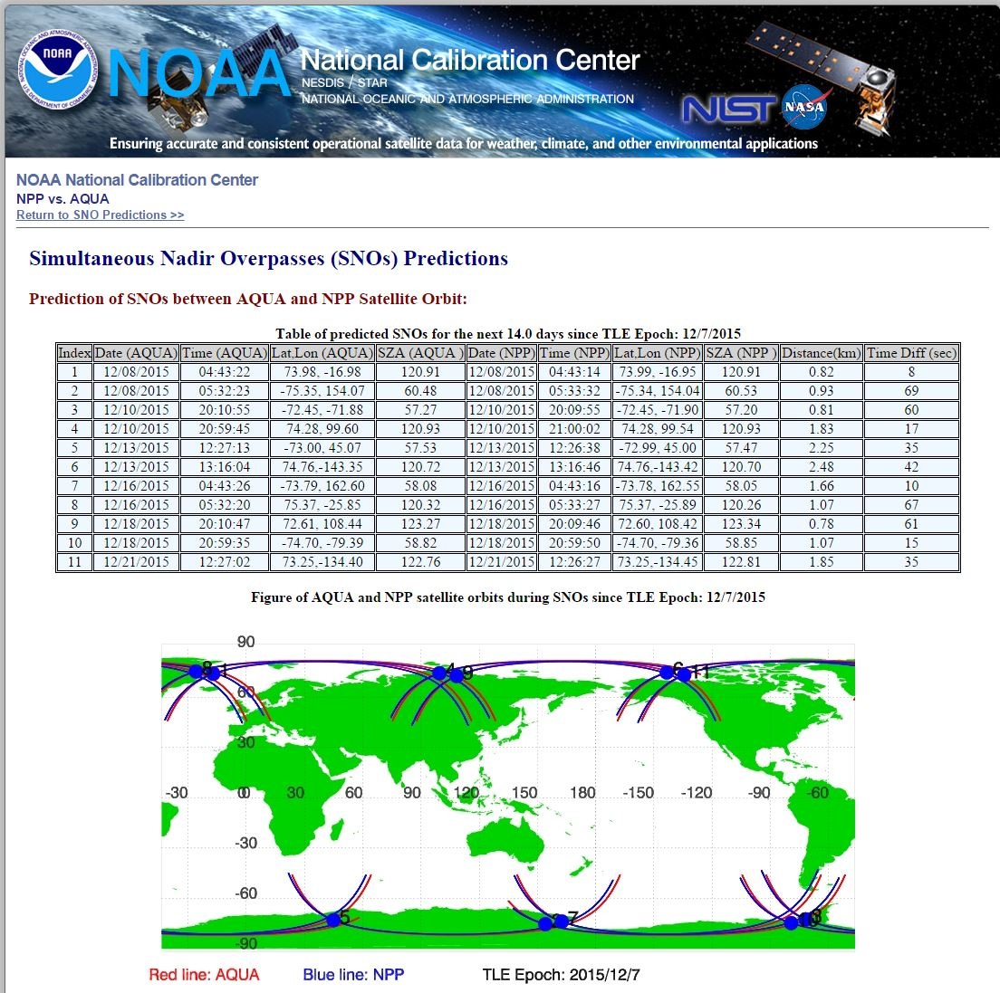 NOAA
NATIONAL OCEANIC AND ATMOSPHERIC ADMINISTRATION
U.S. DEPARTMENT OF COMMERCE
NOAA
National Calibration Center
NESDIS / STAR
NATIONAL OCEANIC AND ATMOSPHERIC ADMINISTRATION
NIST
NASA
Ensuring accurate and consistent operational satellite data for weather, climate, and other environmental applications
NOAA National Calibration Center
NPP vs. AQUA
Return to SNO Predictions >>
Simultaneous Nadir Overpasses (SNOs) Predictions
Prediction of SNOs between AQUA and NPP Satellite Orbit:
Table of predicted SNOs for the next 14.0 days since TLE Epoch: 12/7/2015
Index Date (AQUA) Time (AQUA) Lat,Lon (AQUA) SZA (AQUA ) Date (NPP) Time (NPP) Lat,Lon (NPP) SZA (NPP ) Distance(km) Time Diff (sec)
1 12/08/2015 04:43:22 73.98, -16.98 120.91 12/08/2015 04:43:14 73.99, -16.95 120.91 0.82 8
2 12/08/2015 05:32:23 -75.35, 154.07 60.48 12/08/2015 05:33:32 -75.34, 154.04 60.53 0.93 69
3 12/10/2015 20:10:55 -72.45, -71.88 57.27 12/10/2015 20:09:55 -72.45, -71.90 57.20 0.81 60
4 12/10/2015 20:59:45 74.28, 99.60 120.93 12/10/2015 21:00:02 74.28, 99.54 120.93 1.83 17
5 12/13/2015 12:27:13 -73.00, 45.07 57.53 12/13/2015 12:26:38 -72.99, 45.00 57.47 2.25 35
6 12/13/2015 13:16:04 74.76,-143.35 120.72 12/13/2015 13:16:46 74.76,-143.42 120.70 2.48 42
7 12/16/2015 04:43:26 -73.79, 162.60 58.08 12/16/2015 04:43:16 -73.78, 162.55 58.05 1.66 10
8 12/16/2015 05:32:20 75.37, -25.85 120.32 12/16/2015 05:33:27 75.37, -25.89 120.26 1.07 67
9 12/18/2015 20:10:47 72.61, 108.44 123.27 12/18/2015 20:09:46 72.60, 108.42 123.34 0.78 61
10 12/18/2015 20:59:35 -74.70, -79.39 58.82 12/18/2015 20:59:50 -74.70, -79.36 58.85 1.07 15
11 12/21/2015 12:27:02 73.25,-134.40 122.76 12/21/2015 12:26:27 73.25,-134.45 122.81 1.85 35
Figure of AQUA and NPP satellite orbits during SNOs since TLE Epoch: 12/7/2015
90
8 1 4 9 6 11
60
30
-30 0 30 60 90 120 150 180 -150 -120 -90 -60
-30
-60
5 7 10 3
-90
Red line: AQUA Blue line: NPP TLE Epoch: 2015/12/7